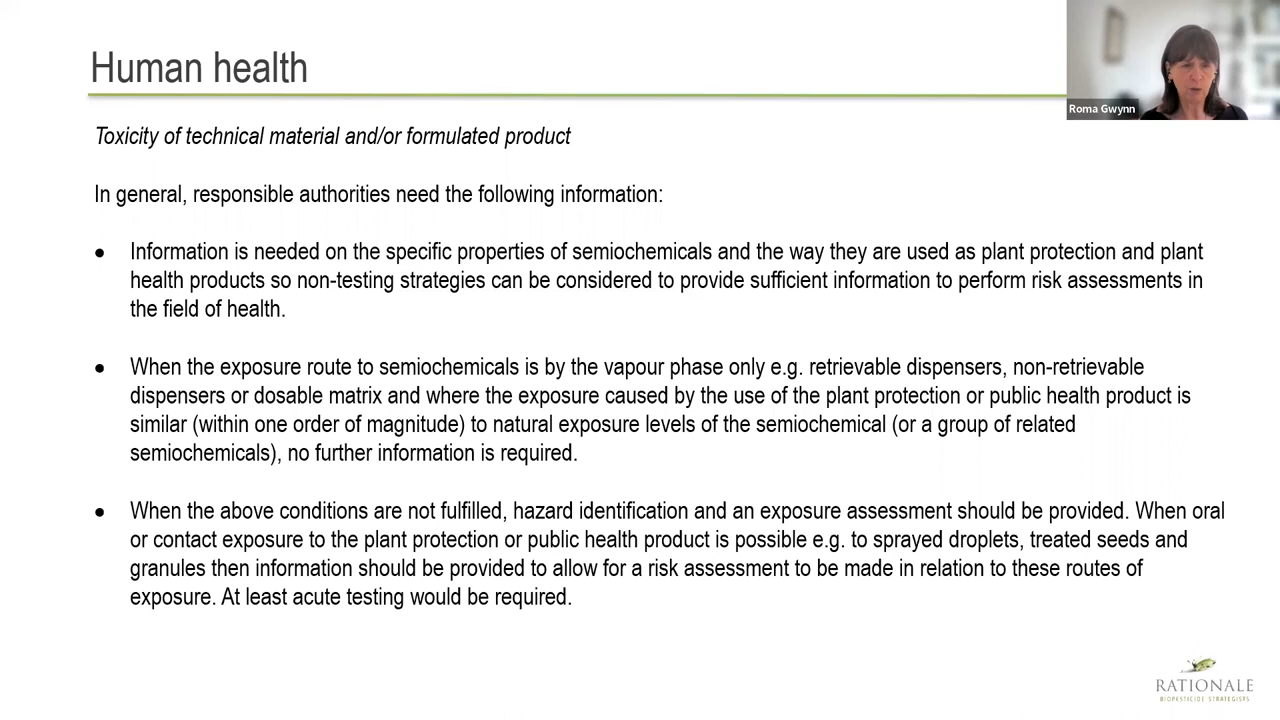 Human health
Roma Gwynn
Toxicity of technical material and/or formulated product
In general, responsible authorities need the following information:
• Information is needed on the specific properties of semiochemicals and the way they are used as plant protection and plant
health products so non-testing strategies can be considered to provide sufficient information to perform risk assessments in
the field of health.
• When the exposure route to semiochemicals is by the vapour phase only e.g. retrievable dispensers, non-retrievable
dispensers or dosable matrix and where the exposure caused by the use of the plant protection or public health product is
similar (within one order of magnitude) to natural exposure levels of the semiochemical (or a group of related
semiochemicals), no further information is required.
• When the above conditions are not fulfilled, hazard identification and an exposure assessment should be provided. When oral
or contact exposure to the plant protection or public health product is possible e.g. to sprayed droplets, treated seeds and
granules then information should be provided to allow for a risk assessment to be made in relation to these routes of
exposure. At least acute testing would be required.
RATIONALE
BIOPESTICIDE STRATEGISTS